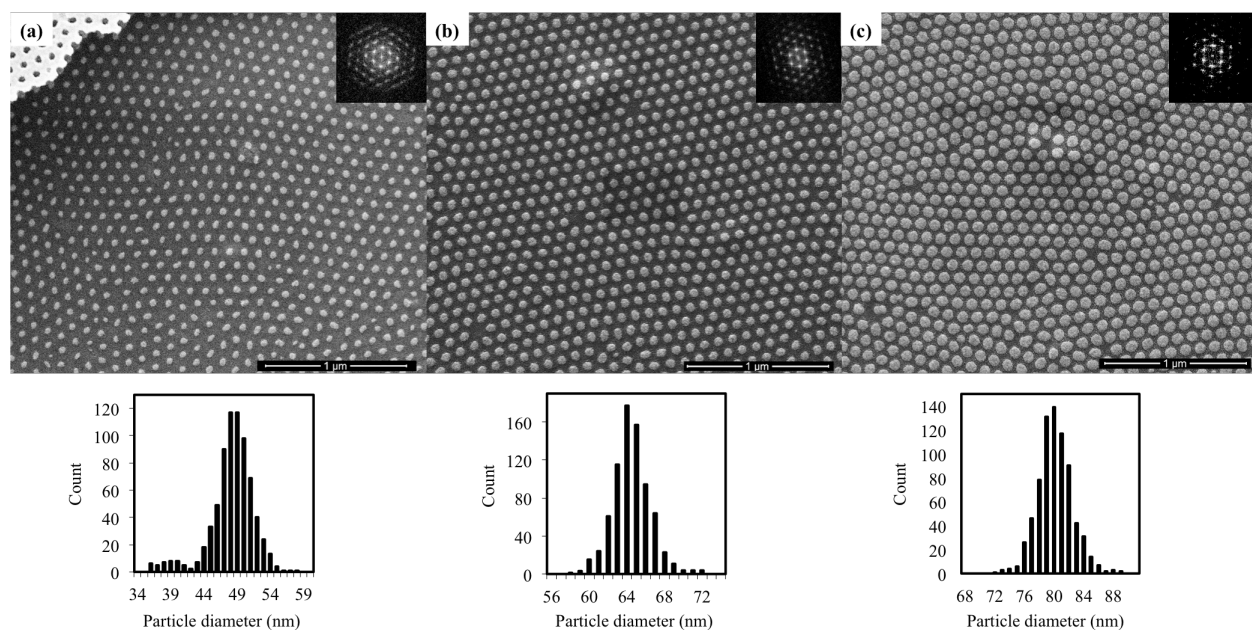 (a) (b) (c)
1 µm 1 µm 1 µm
120
100
80
60
40
20
0
Count
34 39 44 49 54 59
Particle diameter (nm)
160
120
80
40
0
Count
56 60 64 68 72
Particle diameter (nm)
140
120
100
80
60
40
20
0
Count
68 72 76 80 84 88
Particle diameter (nm)